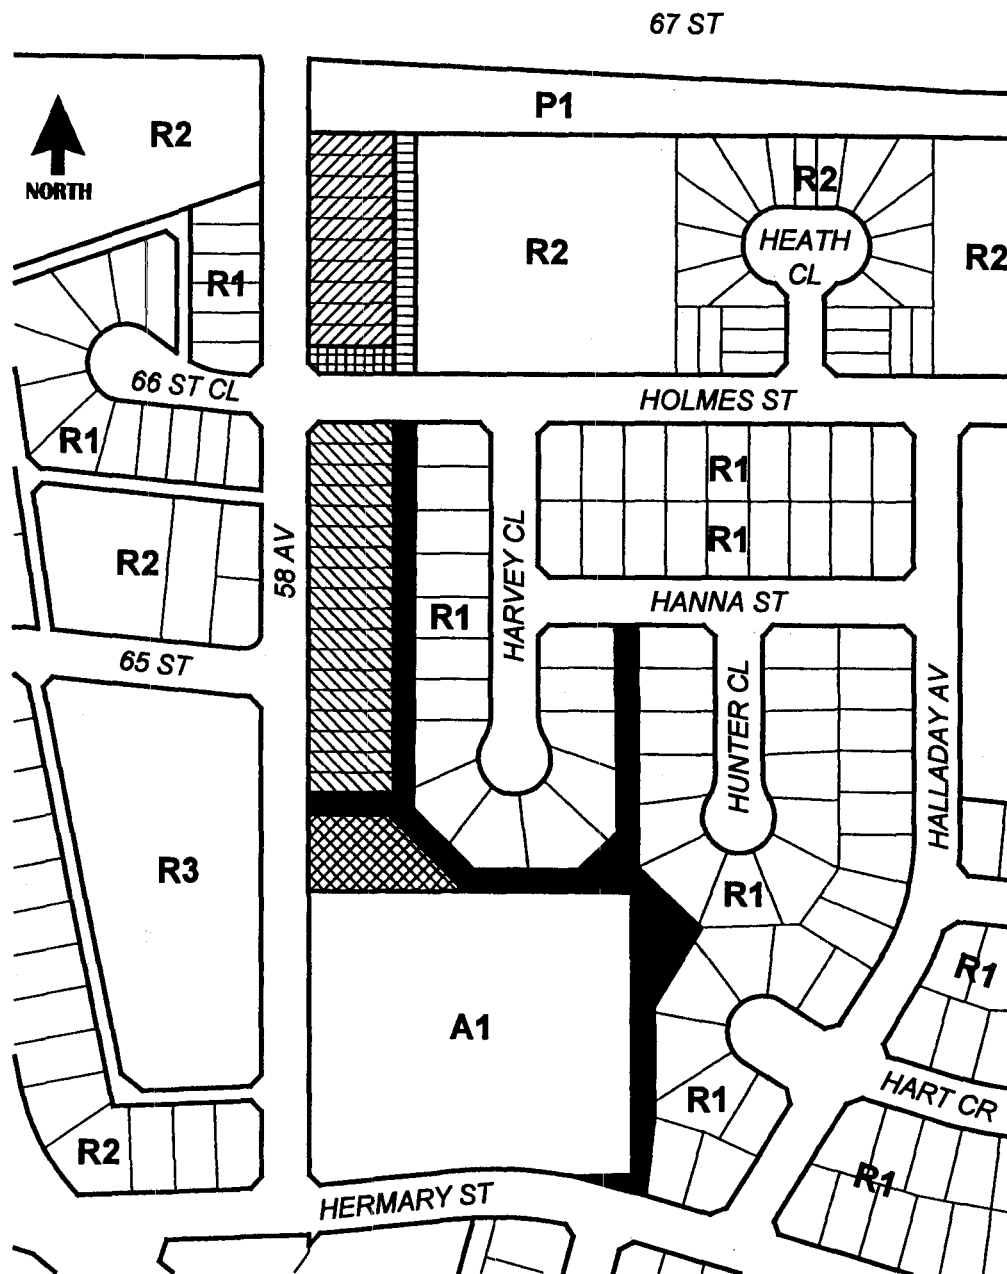 67 ST
P1
R2
NORTH
R2
R2
HEATH
CL
R2
R1
66 ST CL
HOLMES ST
R1
R1
R1
R2
58 AV
HARVEY CL
HANNA ST
R1
65 ST
HUNTER CL
HALLADAY AV
R3
R1
R1
A1
HART CR
R1
R2
R1
HERMARY ST